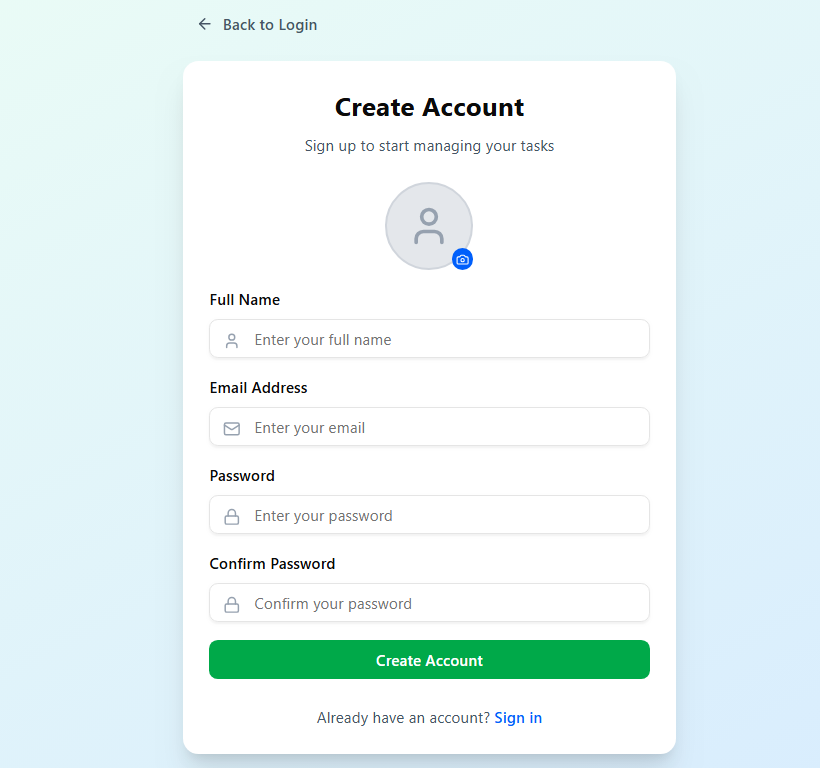 Back to Login
Create Account
Sign up to start managing your tasks
Full Name
Enter your full name
Email Address
Enter your email
Password
Enter your password
Confirm Password
Confirm your password
Create Account
Already have an account? Sign in